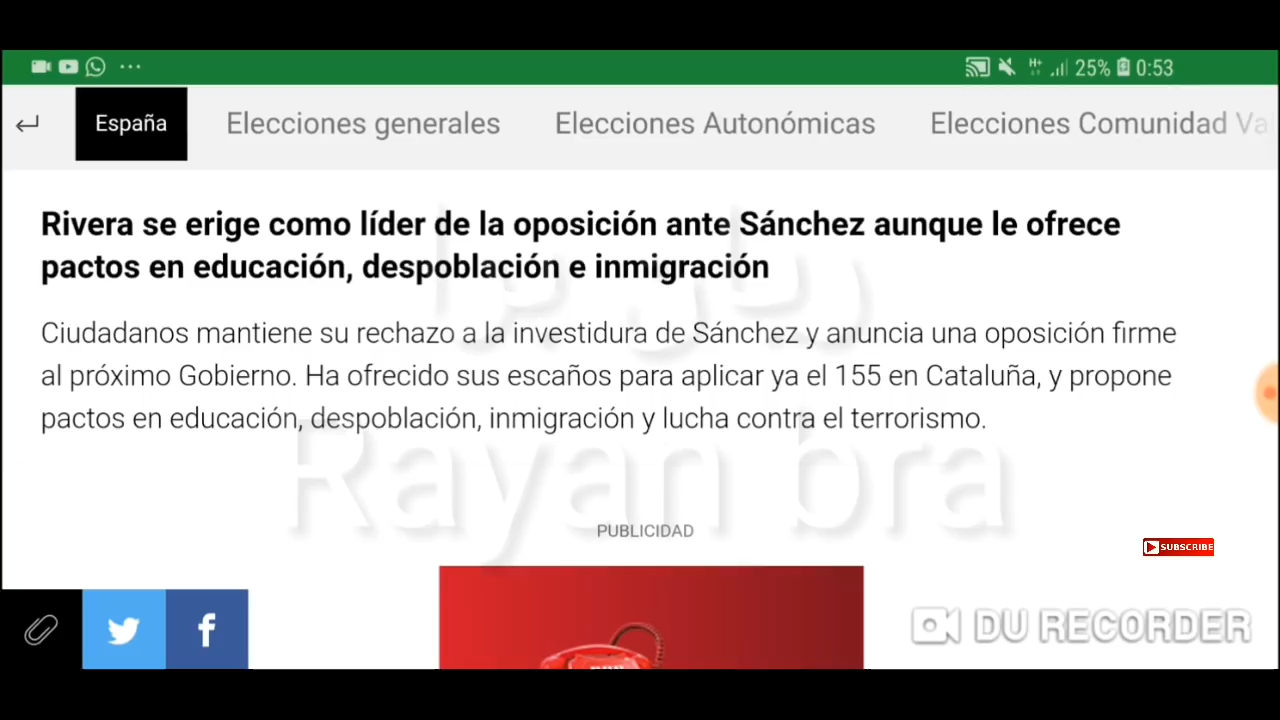 25% 0:53
España Elecciones generales Elecciones Autonómicas Elecciones Comunidad Va
Rivera se erige como líder de la oposición ante Sánchez aunque le ofrece
pactos en educación, despoblación e inmigración
Ciudadanos mantiene su rechazo a la investidura de Sánchez y anuncia una oposición firme
al próximo Gobierno. Ha ofrecido sus escaños para aplicar ya el 155 en Cataluña, y propone
pactos en educación, despoblación, inmigración y lucha contra el terrorismo.
Rayan bra
PUBLICIDAD
SUBSCRIBE
DU RECORDER